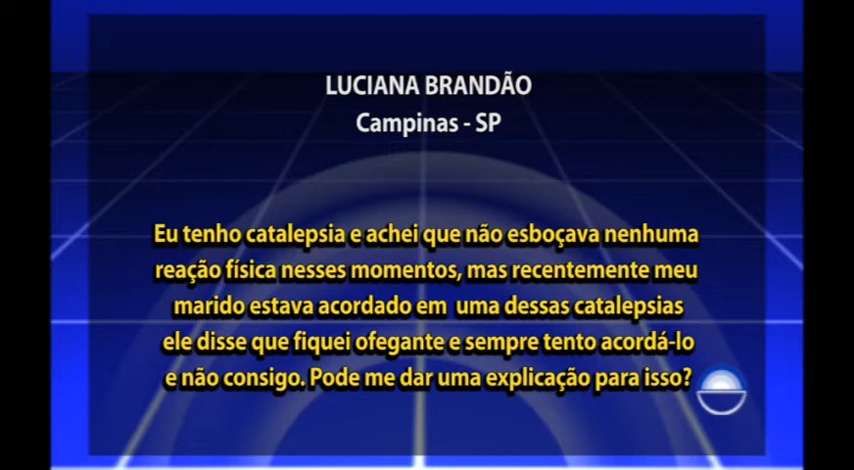 LUCIANA BRANDÃO
Campinas - SP
Eu tenho catalepsia e achei que não esboçava nenhuma
reação física nesses momentos, mas recentemente meu
marido estava acordado em uma dessas catalepsias
ele disse que fiquei ofegante e sempre tento acordá-lo
e não consigo. Pode me dar uma explicação para isso?